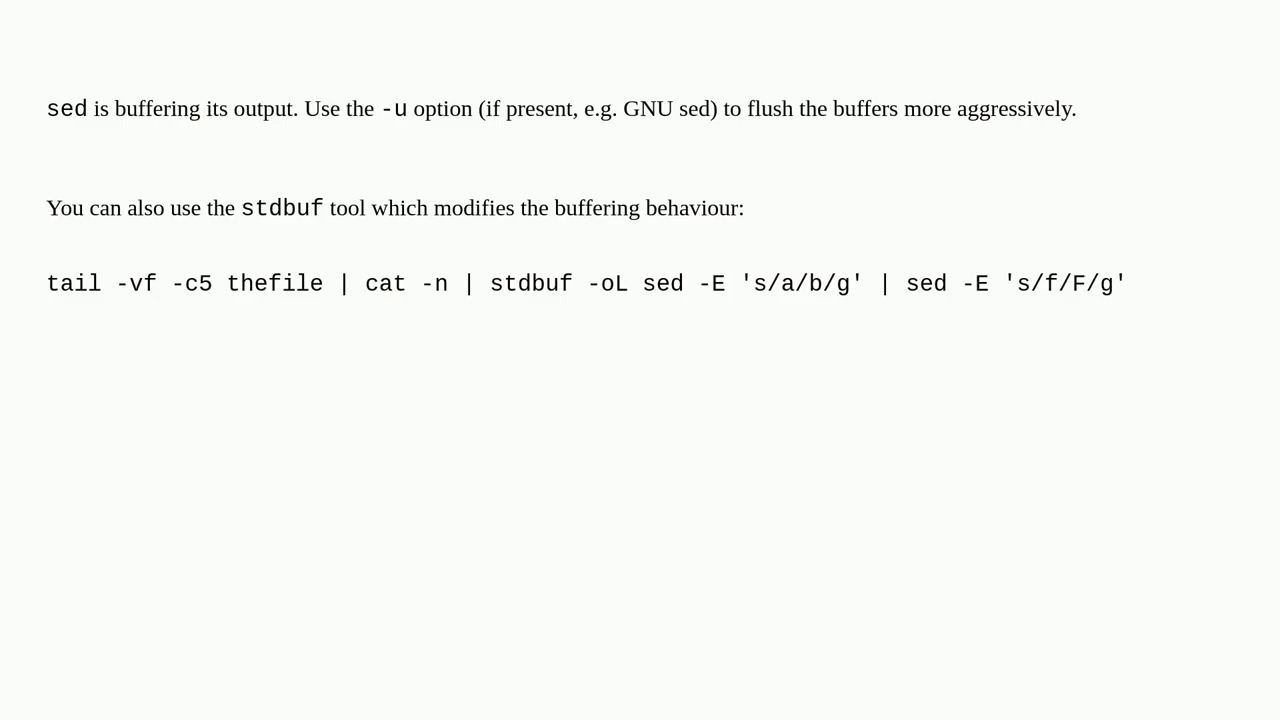 sed is buffering its output. Use the -u option (if present, e.g. GNU sed) to flush the buffers more aggressively.
You can also use the stdbuf tool which modifies the buffering behaviour:
tail -vf -c5 thefile | cat -n | stdbuf -oL sed -E 's/a/b/g' | sed -E 's/f/F/g'